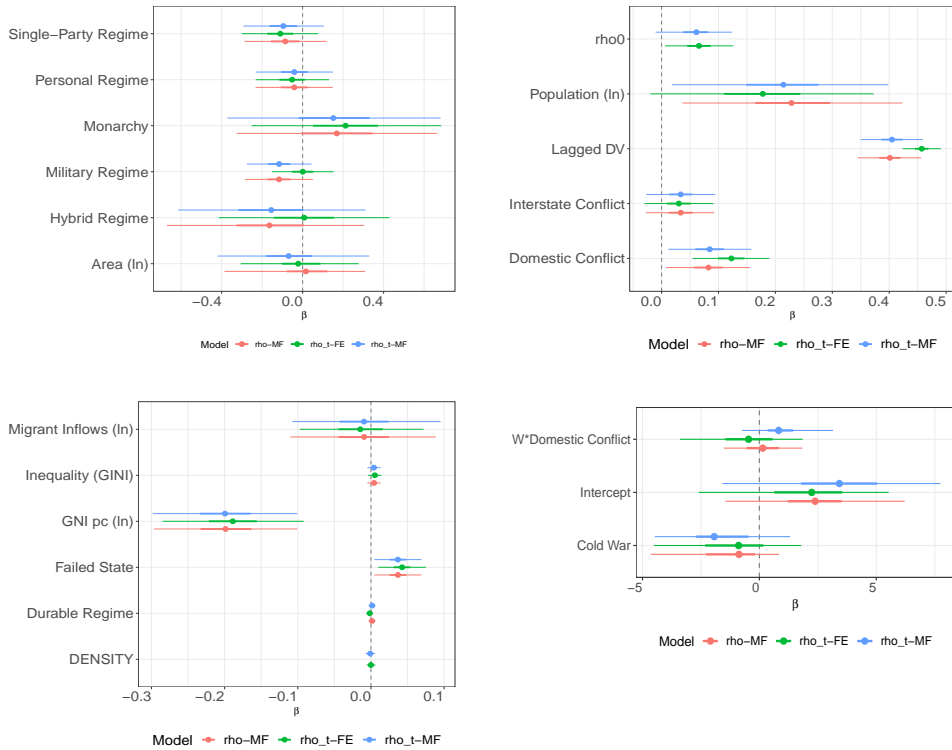 Single−Party Regime
Personal Regime
Monarchy
Military Regime
Hybrid Regime
Area (ln)
−0.4 0.0 0.4
β
Model rho−MF rho_t−FE rho_t−MF
rho0
Population (ln)
Lagged DV
Interstate Conflict
Domestic Conflict
0.0 0.1 0.2 0.3 0.4 0.5
β
Model rho−MF rho_t−FE rho_t−MF
Migrant Inflows (ln)
Inequality (GINI)
GNI pc (ln)
Failed State
Durable Regime
DENSITY
−0.3 −0.2 −0.1 0.0 0.1
β
Model rho−MF rho_t−FE rho_t−MF
W*Domestic Conflict
Intercept
Cold War
−5 0 5
β
Model rho−MF rho_t−FE rho_t−MF